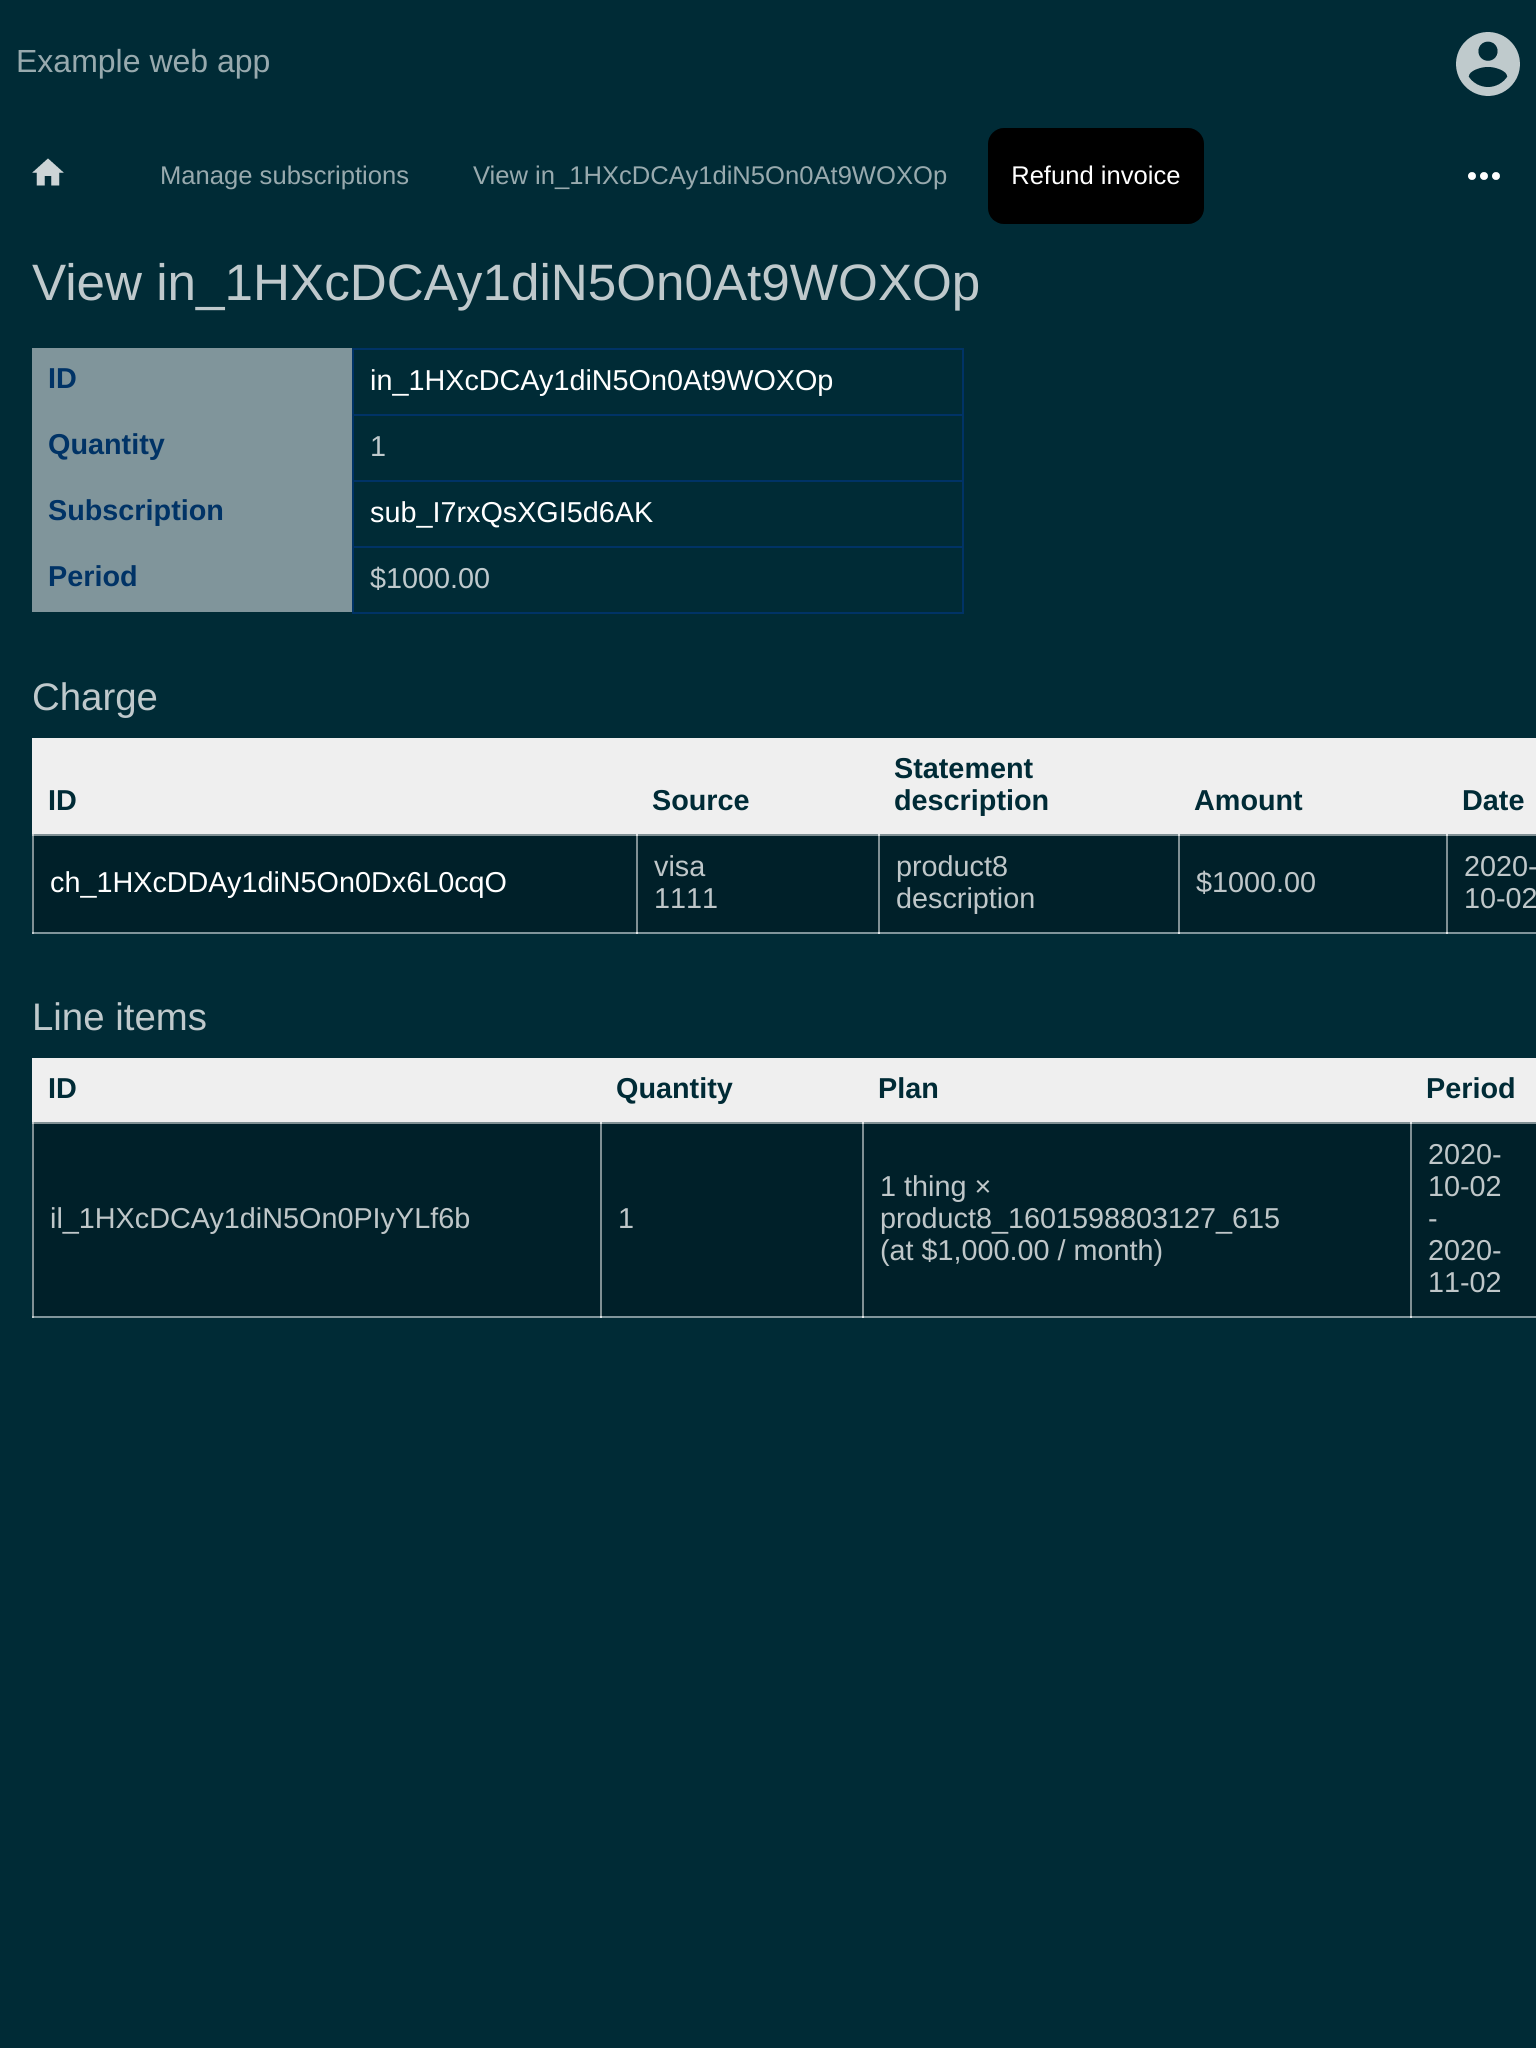 Example web app
Manage subscriptions View in_1HXcDCAy1diN5On0At9WOXOp Refund invoice
View in_1HXcDCAy1diN5On0At9WOXOp
ID in_1HXcDCAy1diN5On0At9WOXOp
Quantity 1
Subscription sub_I7rxQsXGI5d6AK
Period $1000.00
Charge
ID Source Statement description Amount Date
ch_1HXcDDAy1diN5On0Dx6L0cqO visa 1111 product8 description $1000.00 2020-10-02
Line items
ID Quantity Plan Period
il_1HXcDCAy1diN5On0PIyYLf6b 1 1 thing × product8_1601598803127_615 (at $1,000.00 / month) 2020-10-02 - 2020-11-02